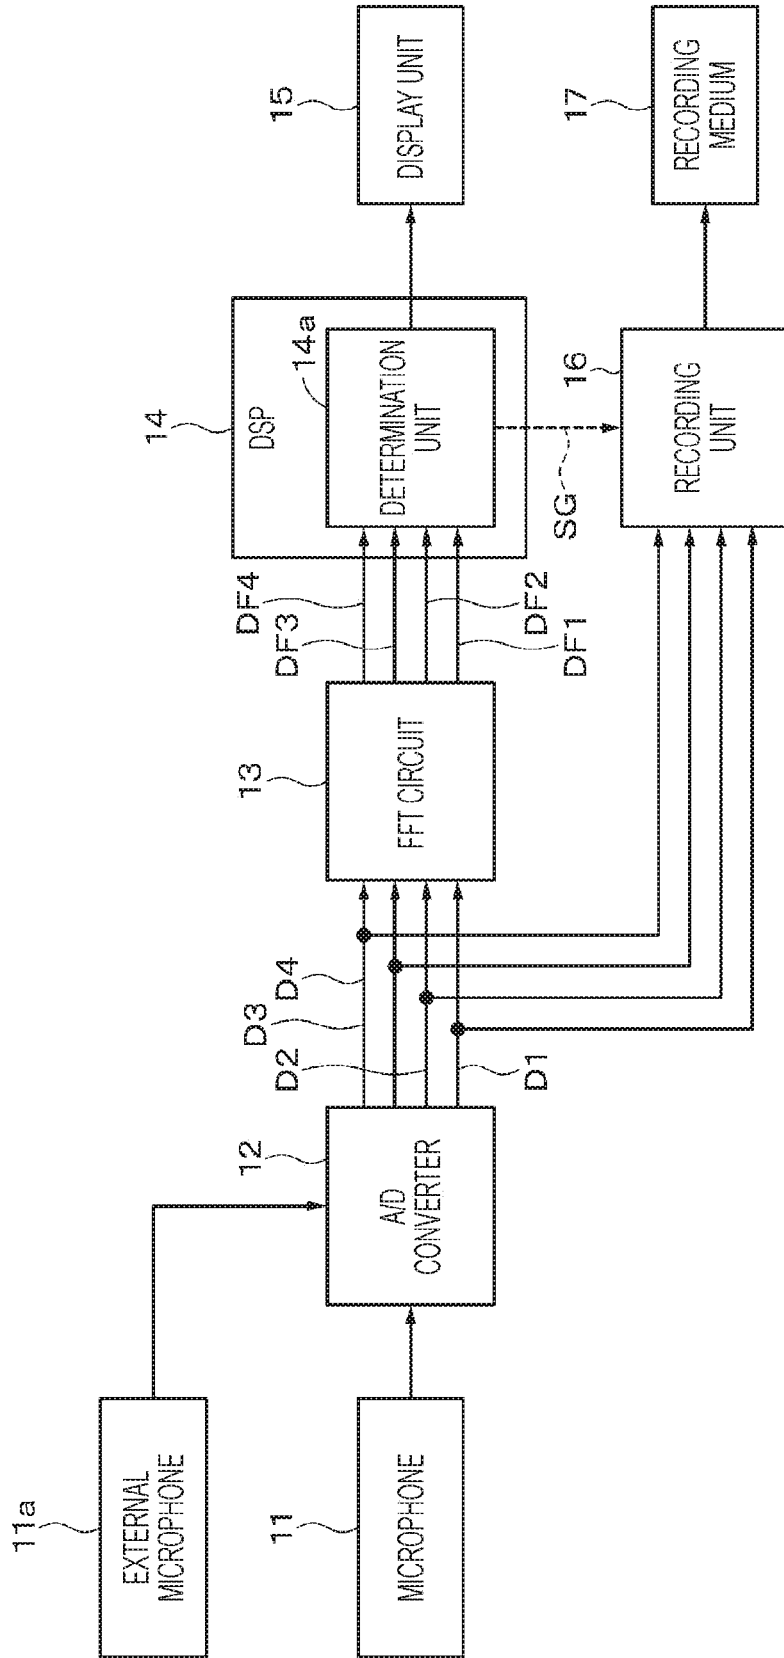 11a
EXTERNAL
MICROPHONE
11
MICROPHONE
12
A/D
CONVERTER
D3
D4
D2
D1
13
FFT CIRCUIT
DF4
DF3
DF2
DF1
14
DSP
14a
DETERMINATION
UNIT
SG
15
DISPLAY UNIT
16
RECORDING
UNIT
17
RECORDING
MEDIUM